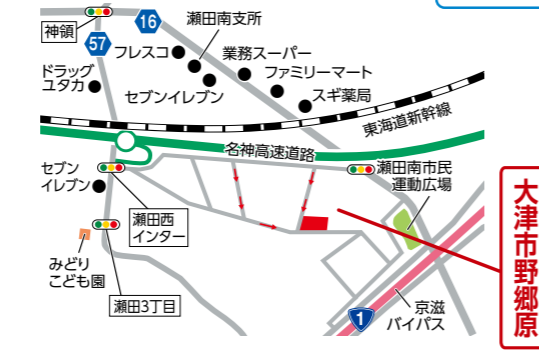 神領
16
瀬田南支所
57
フレスコ
業務スーパー
ドラッグ
ユタカ
ファミリーマート
セブンイレブン
スギ薬局
東海道新幹線
名神高速道路
セブン
イレブン
瀬田南市民
運動広場
瀬田西
インター
みどり
こども園
瀬田3丁目
1
京滋
バイパス
大津市野郷原